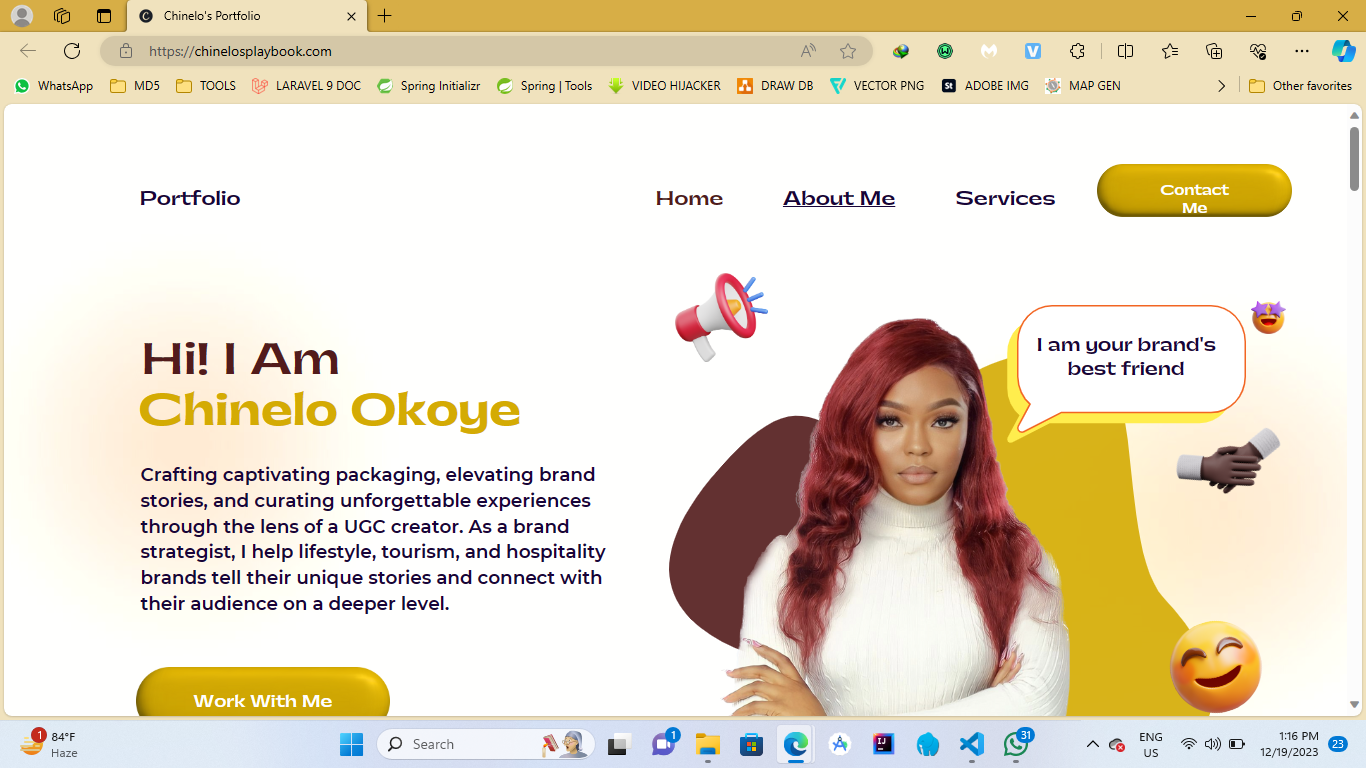 Chinelo's Portfolio
https://chinelosplaybook.com
WhatsApp
MD5
TOOLS
LARAVEL 9 DOC
Spring Initializr
Spring | Tools
VIDEO HIJACKER
DRAW DB
VECTOR PNG
St
ADOBE IMG
MAP GEN
Other favorites
Portfolio
Home
About Me
Services
Contact
Me
Hi! I Am
Chinelo Okoye
I am your brand's
best friend
Crafting captivating packaging, elevating brand
stories, and curating unforgettable experiences
through the lens of a UGC creator. As a brand
strategist, I help lifestyle, tourism, and hospitality
brands tell their unique stories and connect with
their audience on a deeper level.
Work With Me
1
84°F
Haze
Search
1
IJ
31
ENG
US
1:16 PM
12/19/2023
23